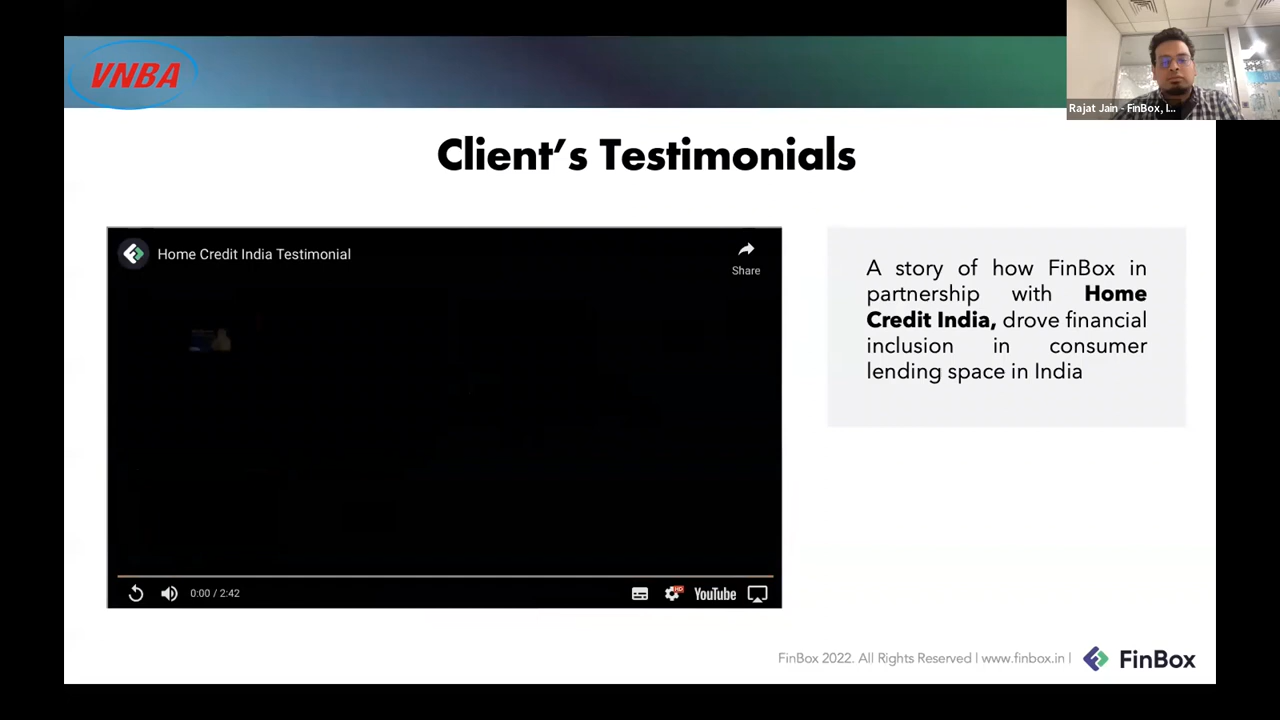 VNBA
Rajat Jain - FinBox, I...
Client's Testimonials
Home Credit India Testimonial
Share
A story of how FinBox in
partnership with Home
Credit India, drove financial
inclusion in consumer
lending space in India
0:00 / 2:42
HD
YouTube
FinBox 2022. All Rights Reserved | www.finbox.in |
FinBox